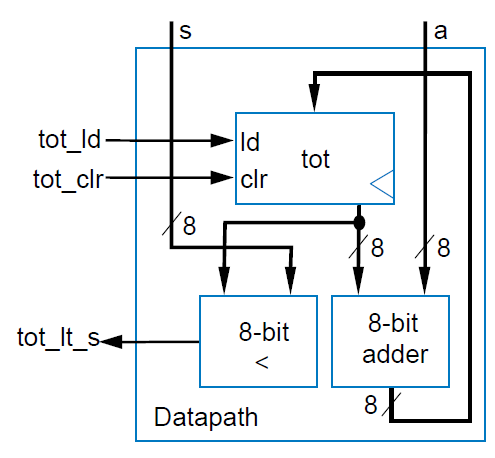 s
a
tot_ld
ld
tot
tot_clr
clr
8
8
8
tot_lt_s
8-bit
<
8-bit
adder
8
Datapath